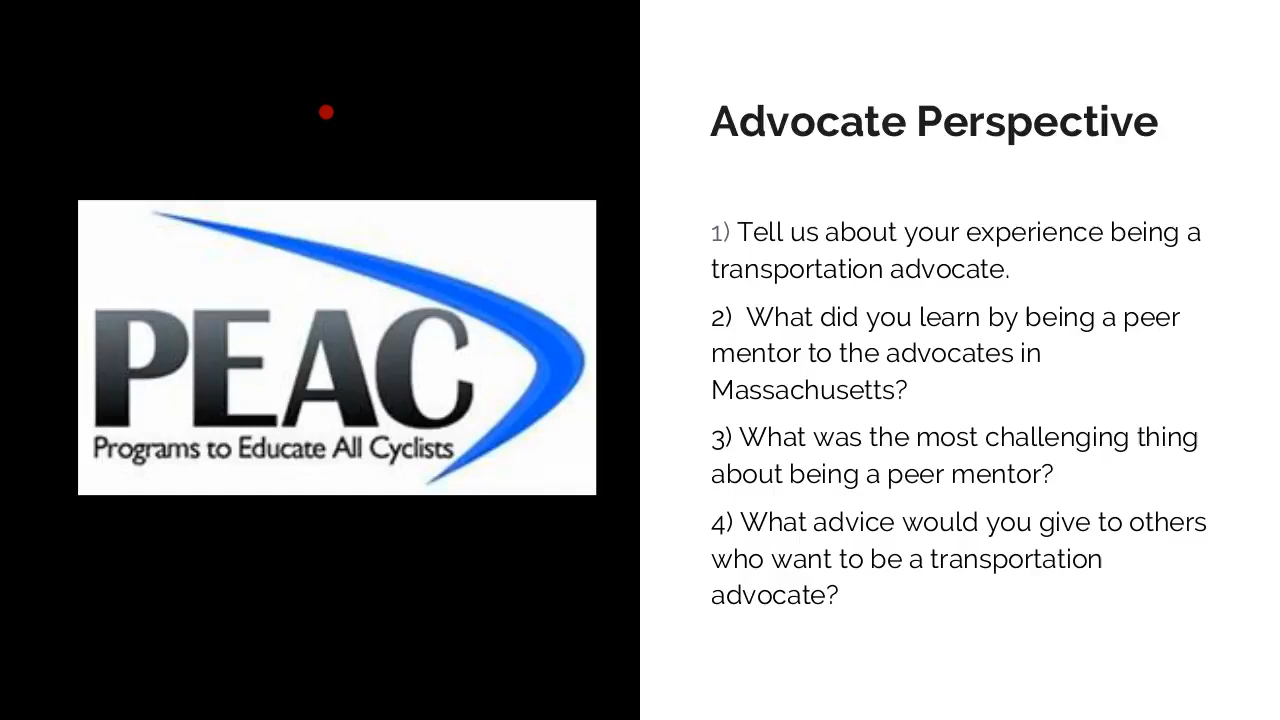 PEAC
Programs to Educate All Cyclists
Advocate Perspective
1) Tell us about your experience being a
transportation advocate.
2)  What did you learn by being a peer
mentor to the advocates in
Massachusetts?
3) What was the most challenging thing
about being a peer mentor?
4) What advice would you give to others
who want to be a transportation
advocate?